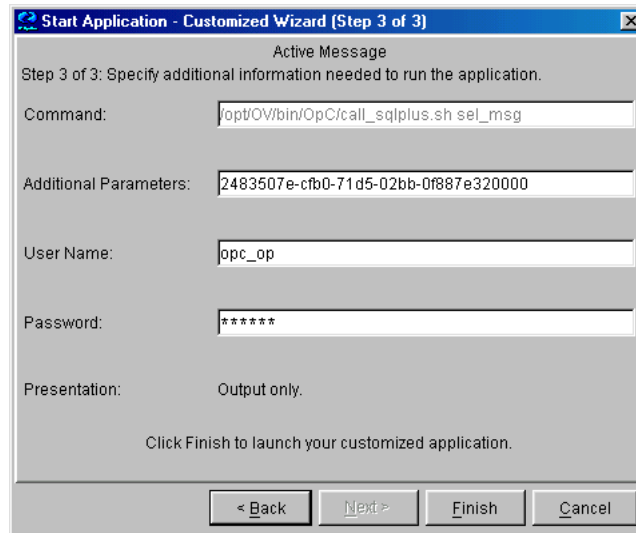 Start Application - Customized Wizard (Step 3 of 3)
Active Message
Step 3 of 3: Specify additional information needed to run the application.
Command: /opt/OV/bin/OpC/call_sqlplus.sh sel_msg
Additional Parameters: 2483507e-cfb0-71d5-02bb-0f887e320000
User Name: opc_op
Password: ******
Presentation: Output only.
Click Finish to launch your customized application.
< Back Next > Finish Cancel